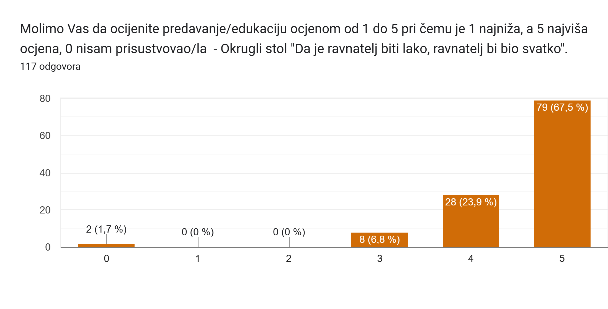 Molimo Vas da ocijenite predavanje/edukaciju ocjenom od 1 do 5 pri čemu je 1 najniža, a 5 najviša
ocjena, 0 nisam prisustvovao/la - Okrugli stol "Da je ravnatelj biti lako, ravnatelj bi bio svatko".
117 odgovora
80
60
40
20
0
2 (1,7 %)
0 (0 %)
0 (0 %)
8 (6,8 %)
28 (23,9 %)
79 (67,5 %)
0 1 2 3 4 5